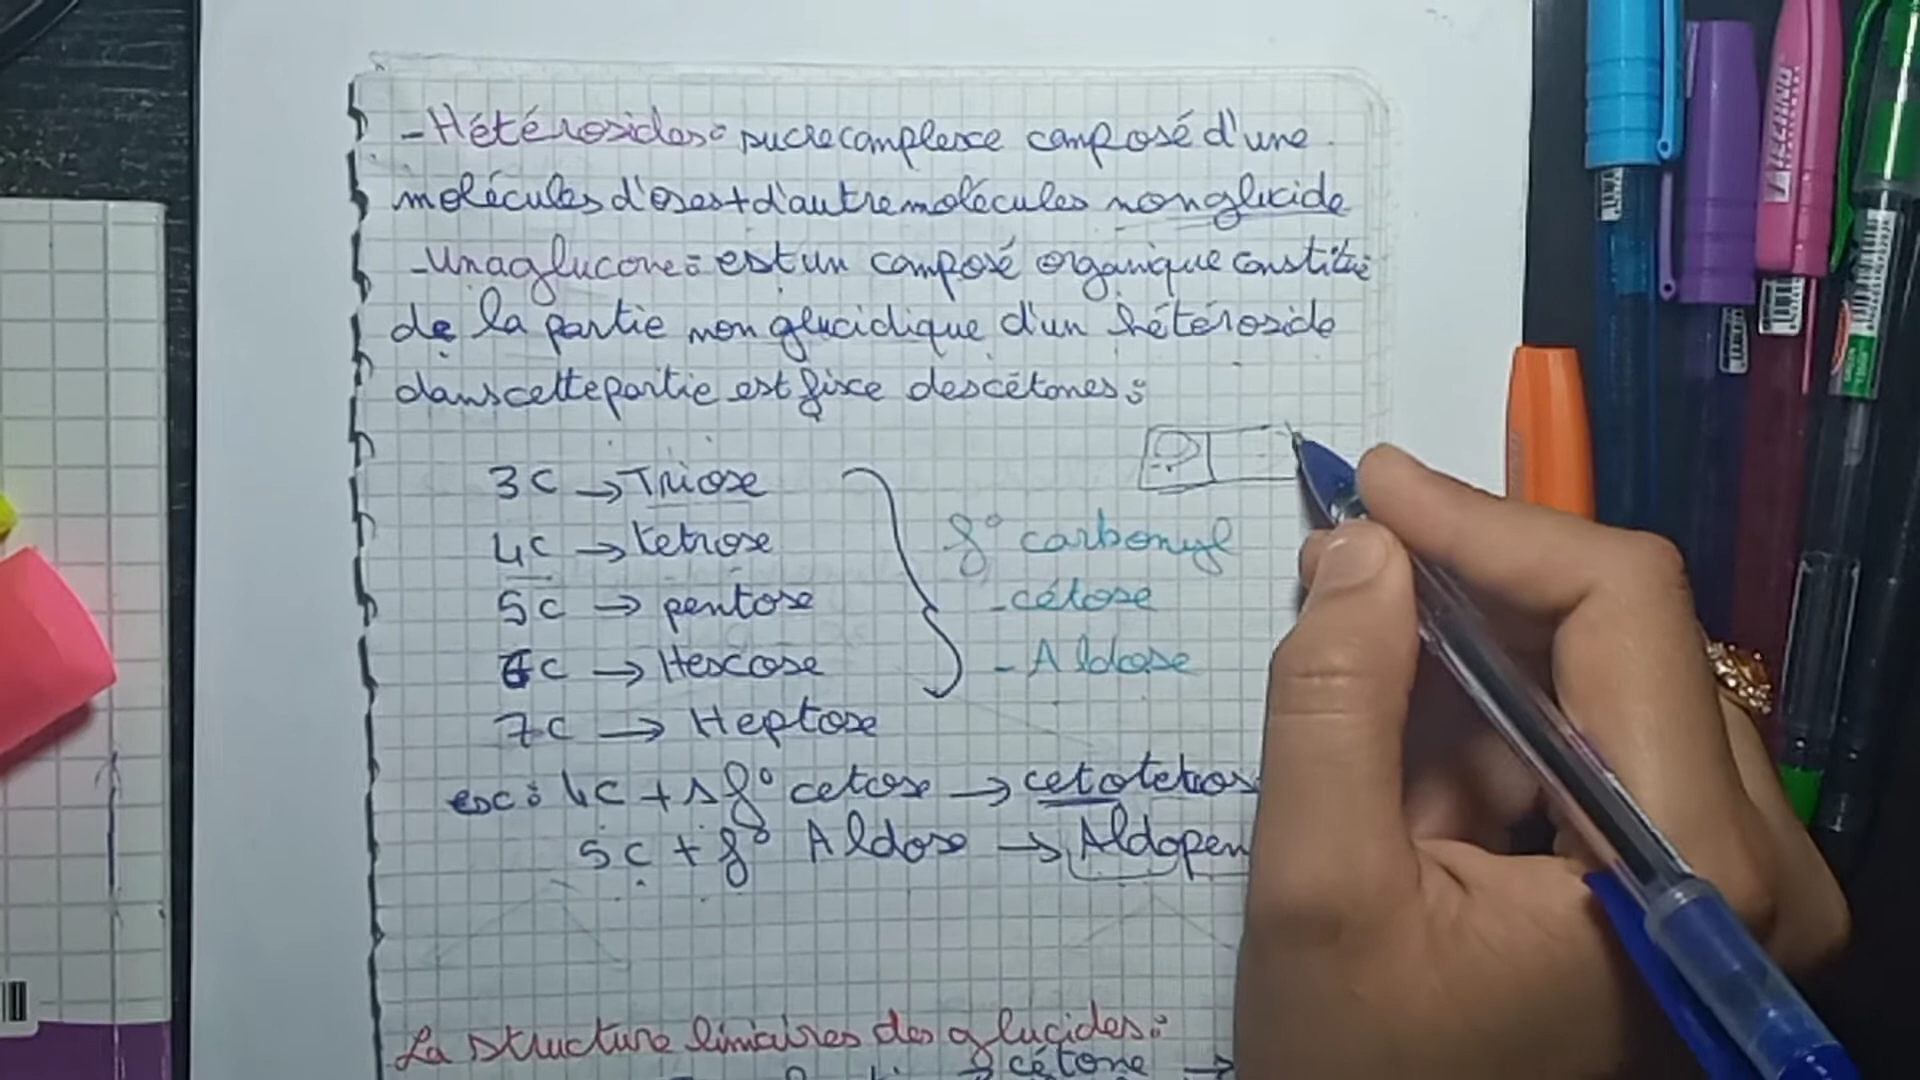 - Hétérosides: sucre complexe composé d'une
molécules d'oses + d'autre molécules non glucide
- Un aglucone: est un composé organique constitué
de la partie non glucidique d'un hétéroside
dans cette partie est fixe des cétones:
3C → Triose
4C → tetrose
5C → pentose
6C → Hexose
7C → Heptose
f° carbonyl
- cétose
- Aldose
ex: 4C + 1 f° cetose → cetotetros
5C + f° Aldose → Aldopen
La structure liniaires des glucides:
cétone →
TECHNO